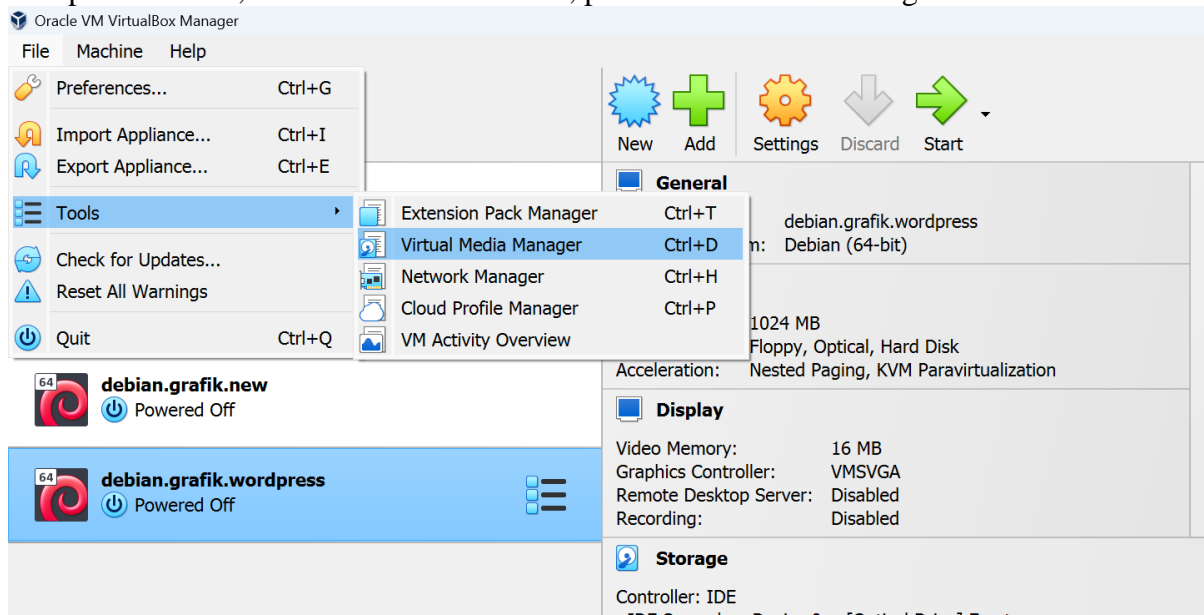 Oracle VM VirtualBox Manager
File Machine Help
Preferences... Ctrl+G
Import Appliance... Ctrl+I
Export Appliance... Ctrl+E
Tools
Check for Updates...
Reset All Warnings
Quit Ctrl+Q
Extension Pack Manager Ctrl+T
Virtual Media Manager Ctrl+D
Network Manager Ctrl+H
Cloud Profile Manager Ctrl+P
VM Activity Overview
64
debian.grafik.new
Powered Off
64
debian.grafik.wordpress
Powered Off
New Add Settings Discard Start
General
debian.grafik.wordpress
Debian (64-bit)
1024 MB
Floppy, Optical, Hard Disk
Acceleration: Nested Paging, KVM Paravirtualization
Display
Video Memory: 16 MB
Graphics Controller: VMSVGA
Remote Desktop Server: Disabled
Recording: Disabled
Storage
Controller: IDE